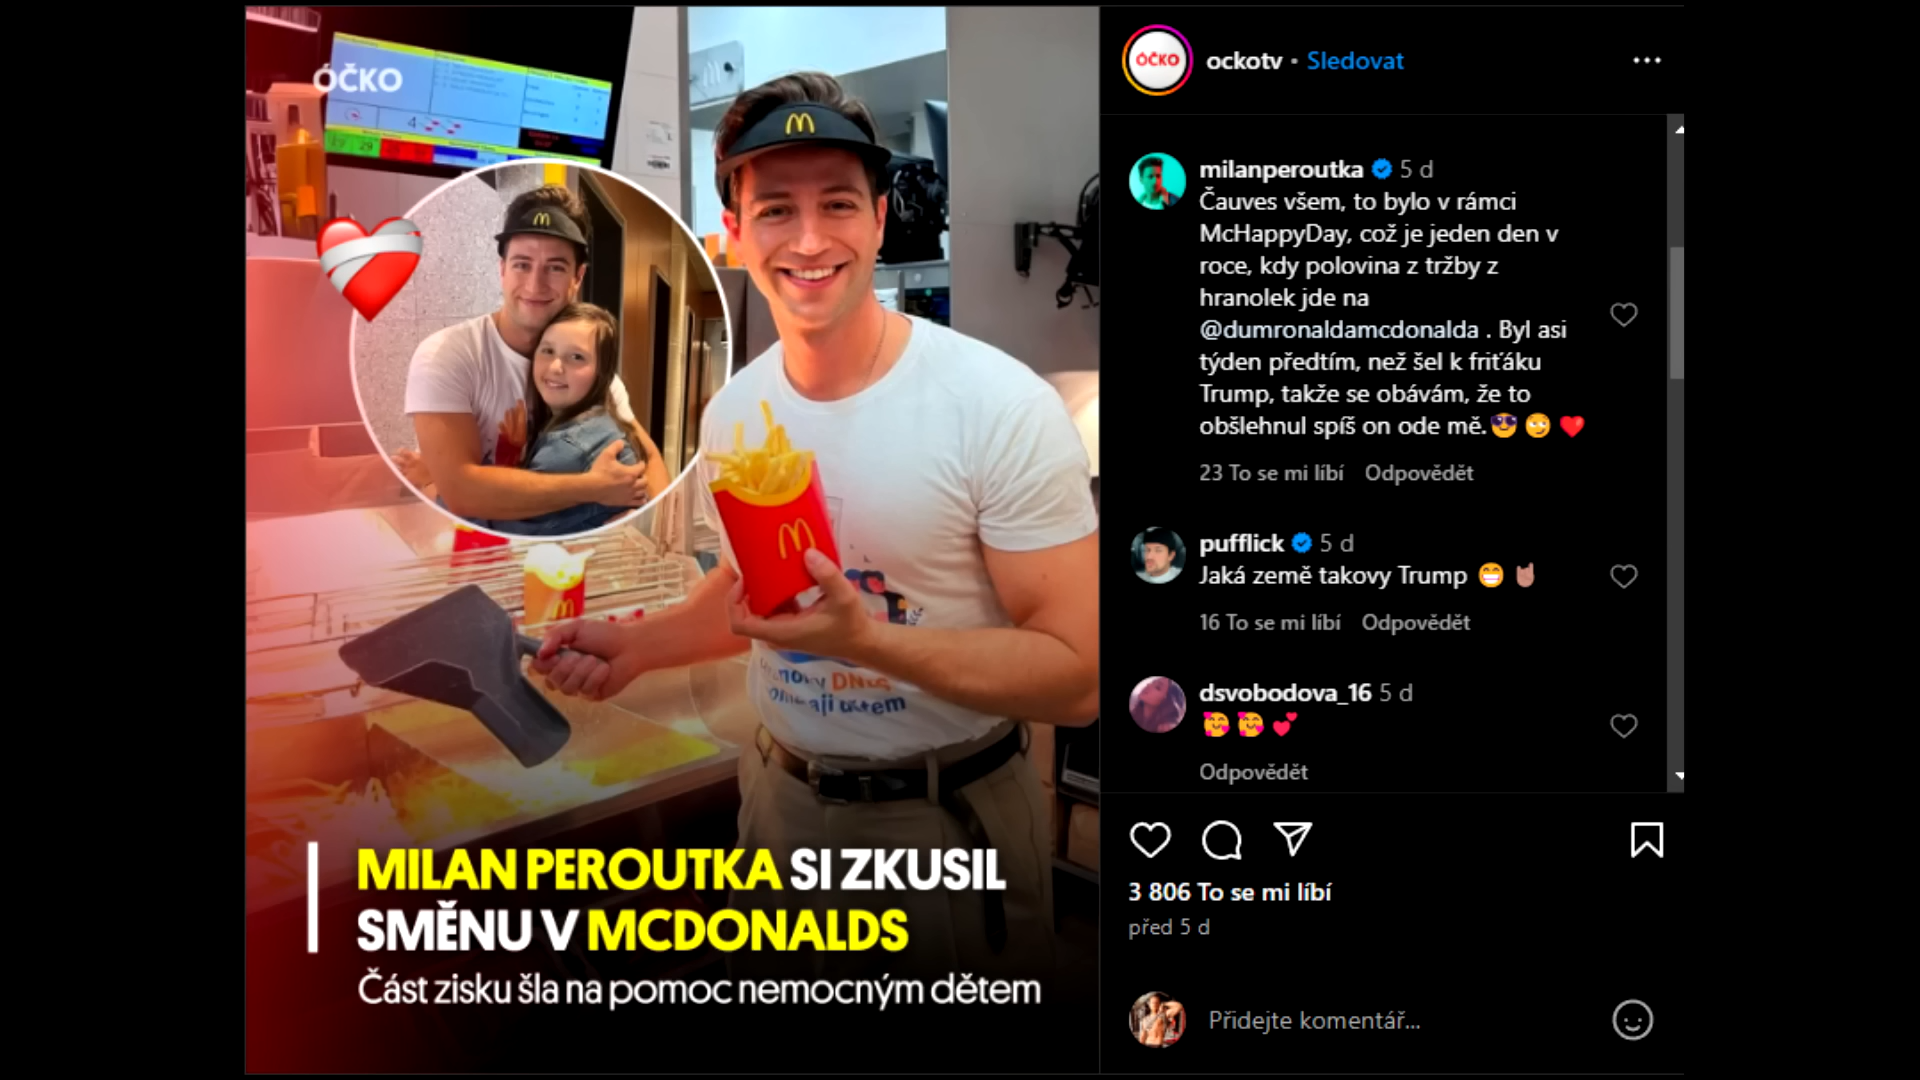 ÓČKO
MILAN PEROUTKA SI ZKUSIL
SMĚNU V MCDONALDS
Část zisku šla na pomoc nemocným dětem
ÓČKO
ockotv • Sledovat
milanperoutka 5 d
Čauves všem, to bylo v rámci
McHappyDay, což je jeden den v
roce, kdy polovina z tržby z
hranolek jde na
@dumronaldamcdonalda . Byl asi
týden předtím, než šel k friťáku
Trump, takže se obávám, že to
obšlehnul spíš on ode mě.😎 🙄 ♥️
23 To se mi líbí Odpovědět
pufflick 5 d
Jaká země takovy Trump 😁 🤘🏼
16 To se mi líbí Odpovědět
dsvobodova_16 5 d
🥰 🥰 💕
Odpovědět
3 806 To se mi líbí
před 5 d
Přidejte komentář...